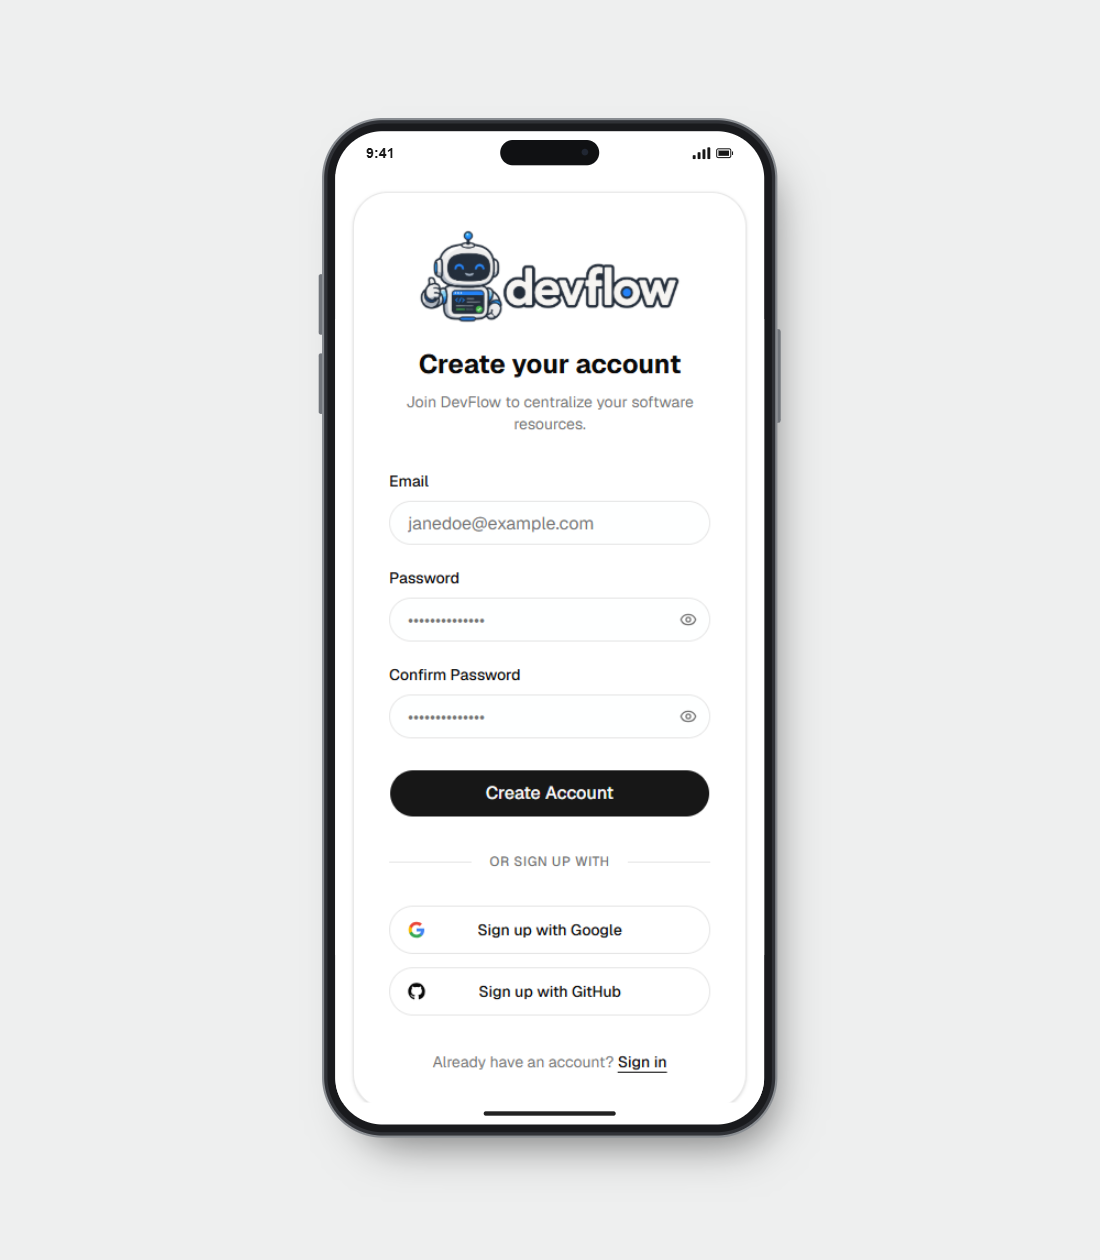 9:41
devflow
Create your account
Join DevFlow to centralize your software
resources.
Email
janedoe@example.com
Password
••••••••••••••
Confirm Password
••••••••••••••
Create Account
OR SIGN UP WITH
Sign up with Google
Sign up with GitHub
Already have an account? Sign in